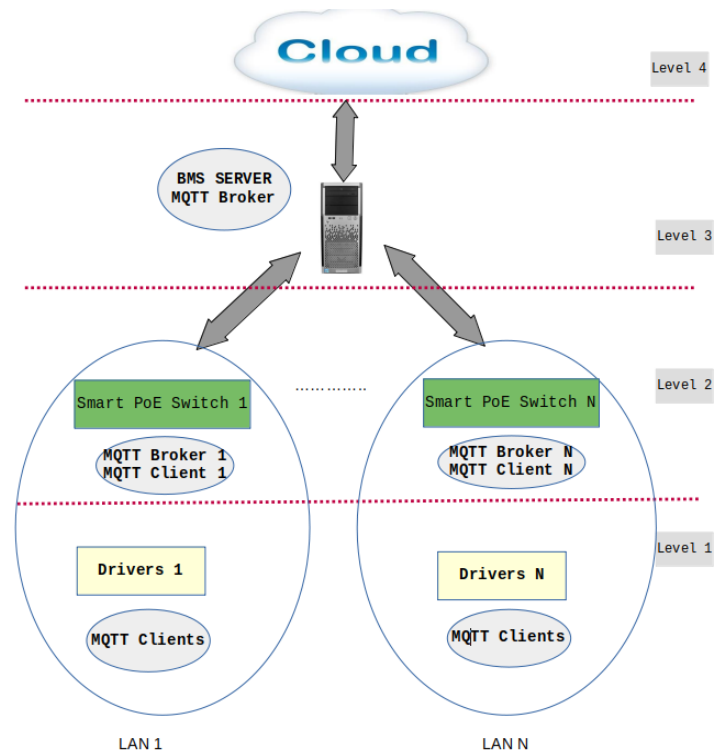 Cloud
Level 4
BMS SERVER
MQTT Broker
Level 3
Smart PoE Switch 1
…………..
Smart PoE Switch N
Level 2
MQTT Broker 1
MQTT Client 1
MQTT Broker N
MQTT Client N
Level 1
Drivers 1
Drivers N
MQTT Clients
MQTT Clients
LAN 1
LAN N